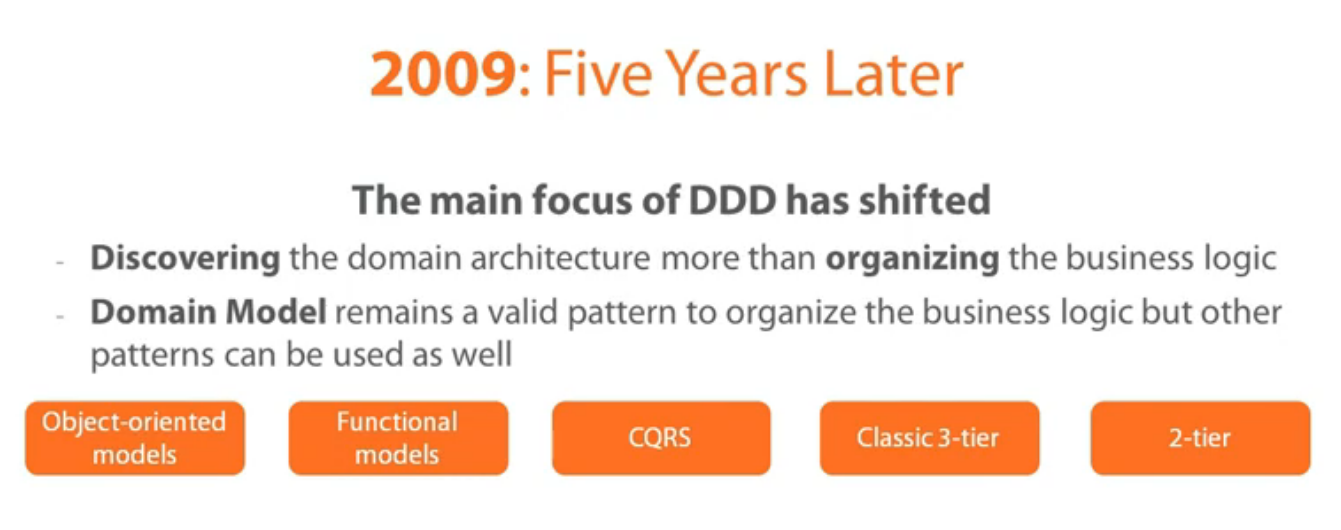 2009: Five Years Later
The main focus of DDD has shifted
- Discovering the domain architecture more than organizing the business logic
- Domain Model remains a valid pattern to organize the business logic but other
patterns can be used as well
Object-oriented
models
Functional
models
CQRS
Classic 3-tier
2-tier